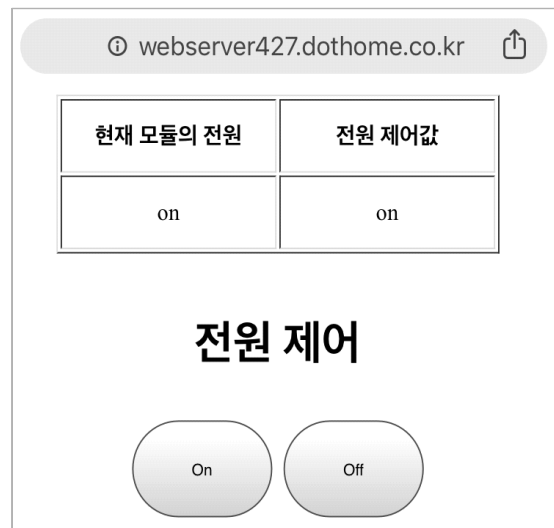 webserver427.dothome.co.kr
현재 모듈의 전원 전원 제어값
on on
전원 제어
On Off